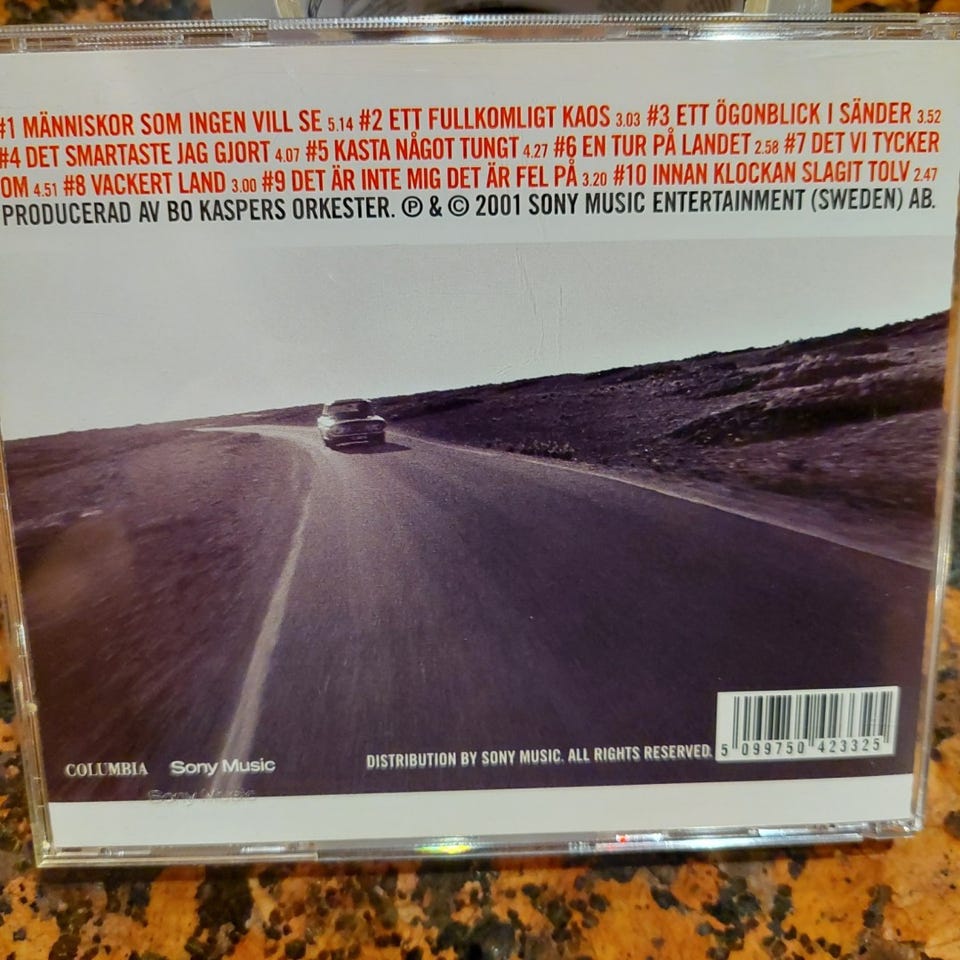 #1 MÄNNISKOR SOM INGEN VILL SE 5.14 #2 ETT FULLKOMLIGT KAOS 3.03 #3 ETT ÖGONBLICK I SÄNDER 3.52
#4 DET SMARTASTE JAG GJORT 4.07 #5 KASTA NÅGOT TUNGT 4.27 #6 EN TUR PÅ LANDET 2.58 #7 DET VI TYCKER
OM 4.51 #8 VACKERT LAND 3.00 #9 DET ÄR INTE MIG DET ÄR FEL PÅ 3.20 #10 INNAN KLOCKAN SLAGIT TOLV 2.47
PRODUCERAD AV BO KASPERS ORKESTER. ℗ & © 2001 SONY MUSIC ENTERTAINMENT (SWEDEN) AB.
COLUMBIA Sony Music DISTRIBUTION BY SONY MUSIC. ALL RIGHTS RESERVED.
5 099750 423325
Sony Music